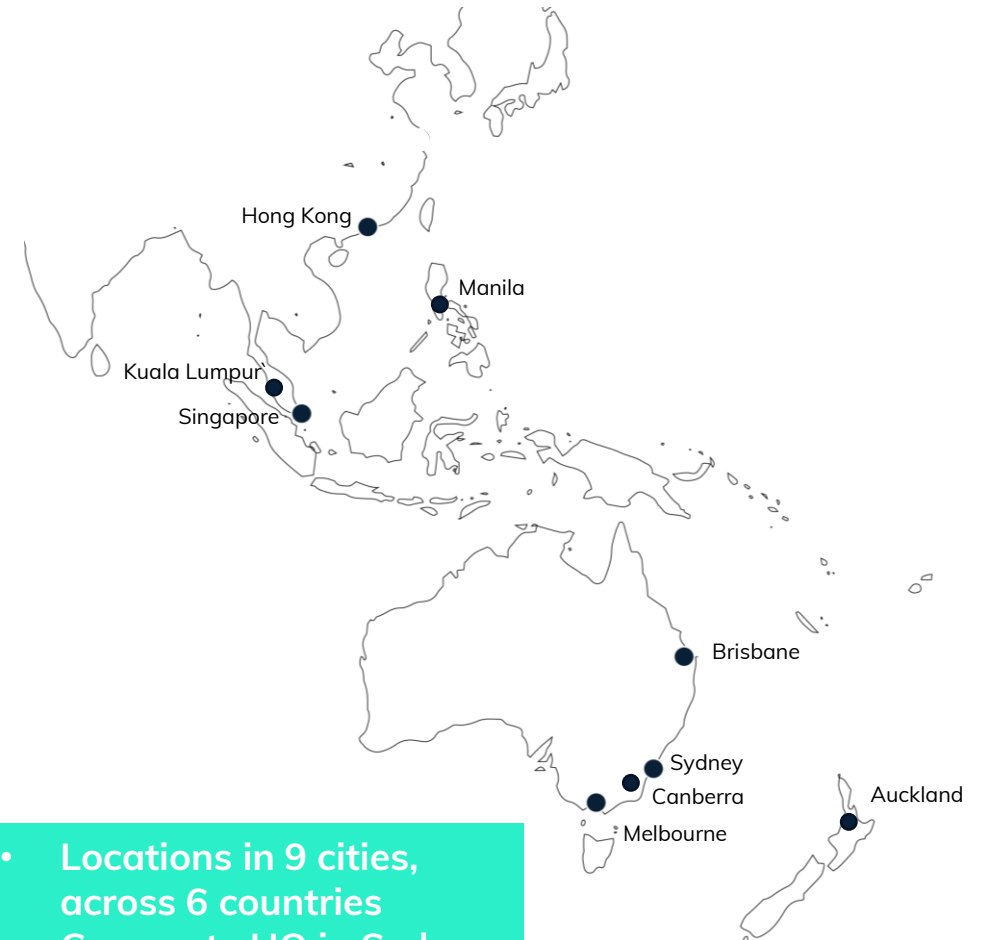 Hong Kong
Manila
Kuala Lumpur
Singapore
Brisbane
Sydney
Canberra
Auckland
Melbourne
• Locations in 9 cities,
across 6 countries